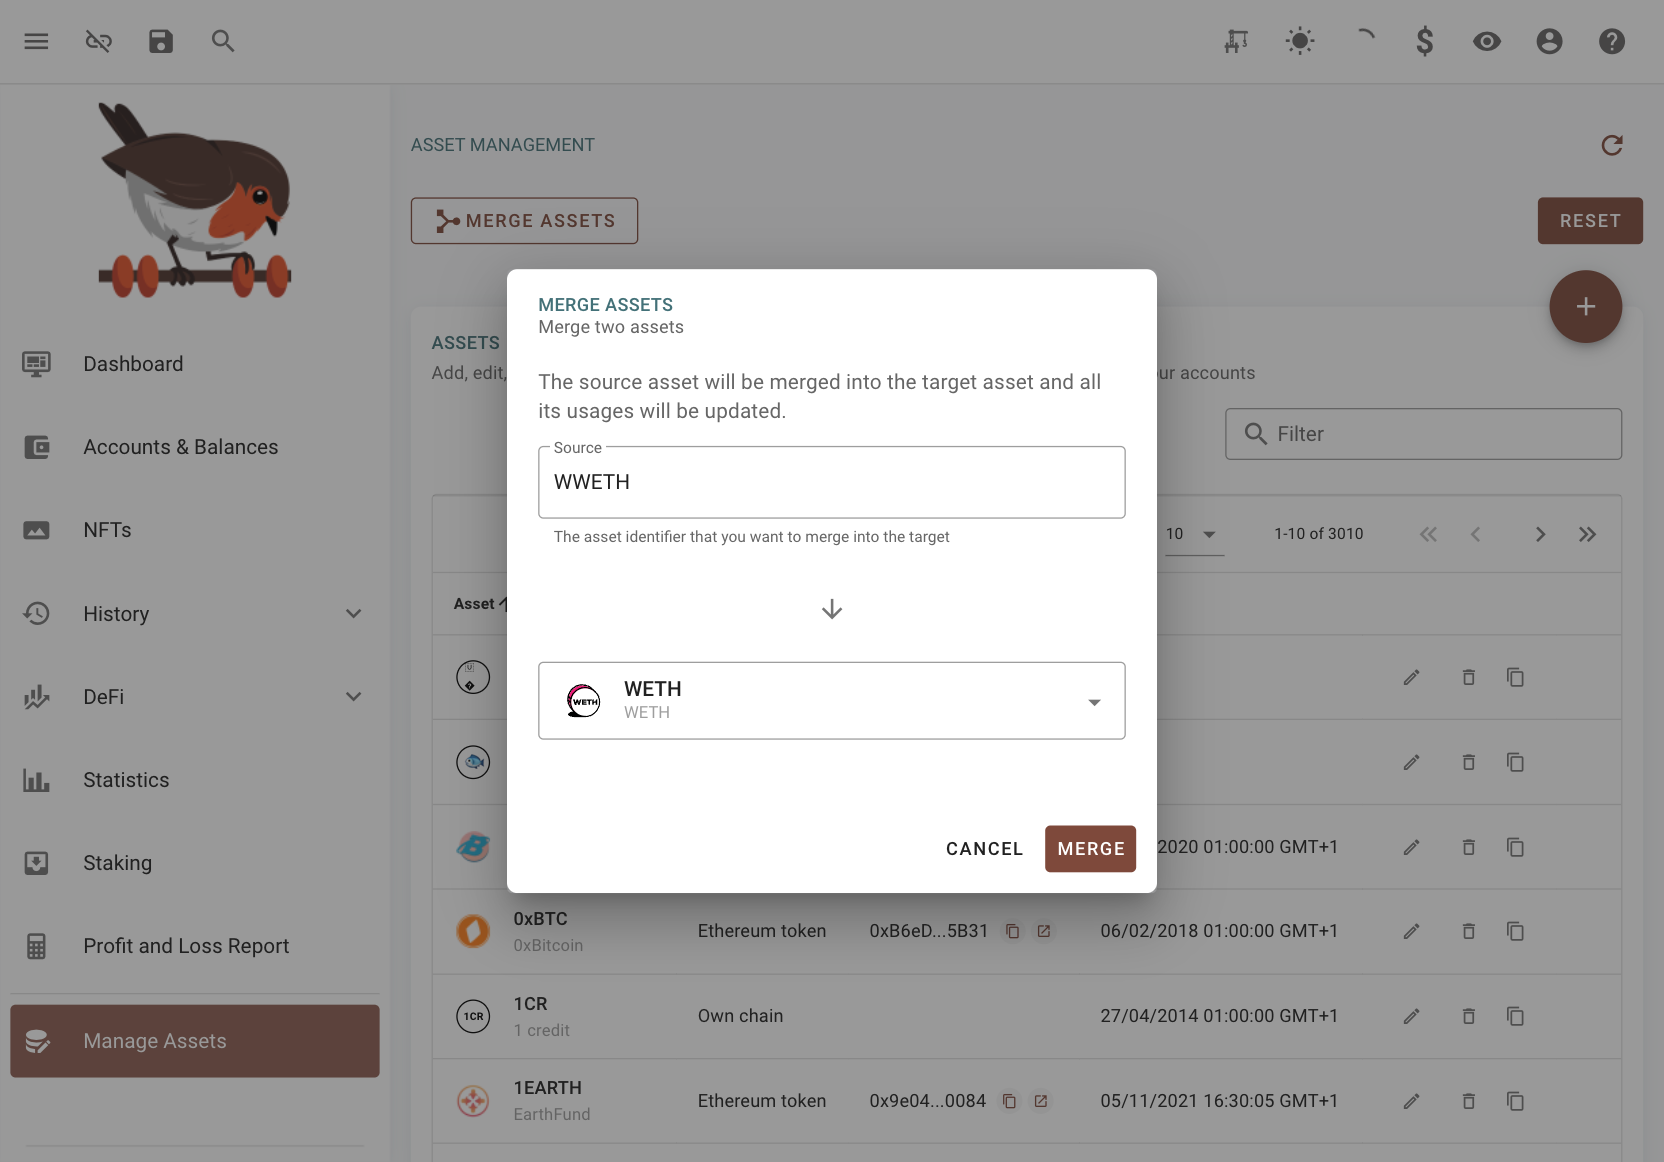 ASSET MANAGEMENT
MERGE ASSETS
RESET
MERGE ASSETS
Merge two assets
The source asset will be merged into the target asset and all
its usages will be updated.
Source
WWETH
The asset identifier that you want to merge into the target
WETH
WETH
WETH
CANCEL
MERGE
Dashboard
Accounts & Balances
NFTs
History
DeFi
Statistics
Staking
Profit and Loss Report
Manage Assets
ASSETS
Add, edit,
our accounts
Filter
10
1-10 of 3010
Asset
2020 01:00:00 GMT+1
0xBTC
0xBitcoin
Ethereum token
0xB6eD...5B31
06/02/2018 01:00:00 GMT+1
1CR
1CR
1 credit
Own chain
27/04/2014 01:00:00 GMT+1
1EARTH
EarthFund
Ethereum token
0x9e04...0084
05/11/2021 16:30:05 GMT+1